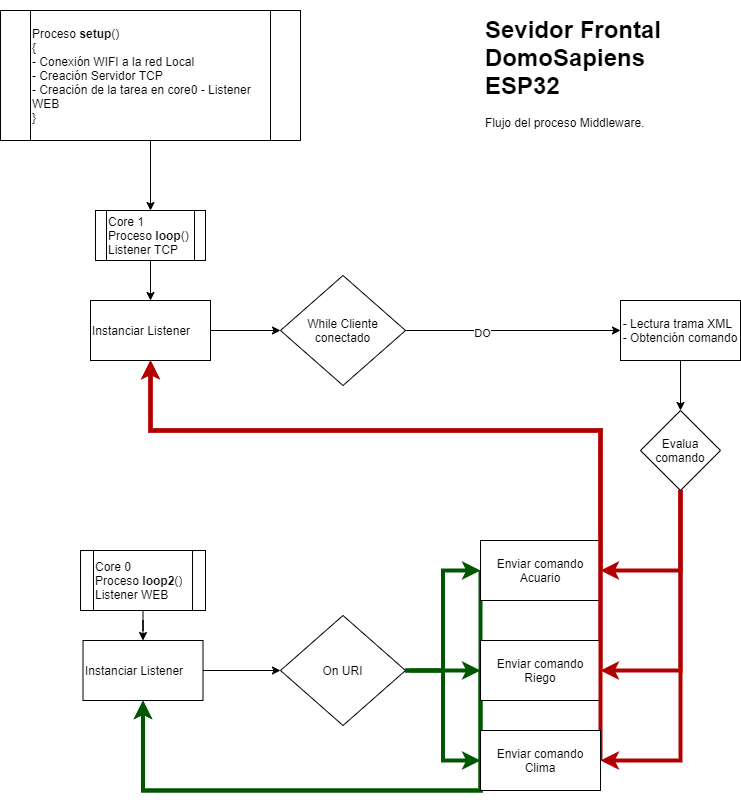 Proceso setup()
{
- Conexión WIFI a la red Local
- Creación Servidor TCP
- Creación de la tarea en core0 - Listener
WEB
}
Sevidor Frontal
DomoSapiens
ESP32
Flujo del proceso Middleware.
Core 1
Proceso loop()
Listener TCP
Instanciar Listener
While Cliente
conectado
DO
- Lectura trama XML
- Obtención comando
Evalua
comando
Core 0
Proceso loop2()
Listener WEB
Instanciar Listener
On URI
Enviar comando
Acuario
Enviar comando
Riego
Enviar comando
Clima